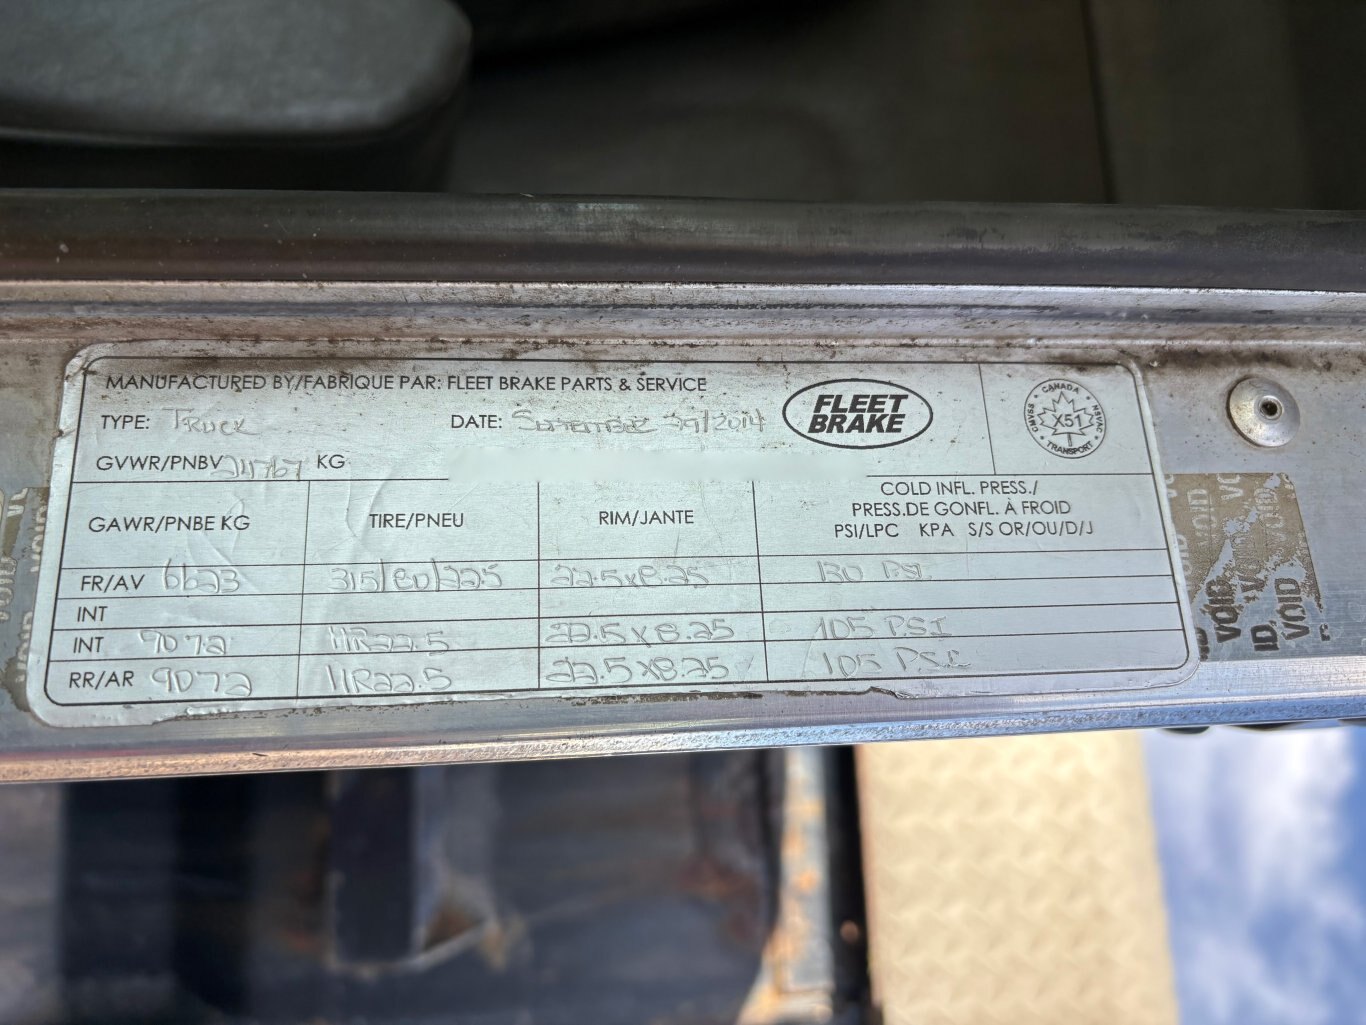 MANUFACTURED BY/FABRIQUE PAR: FLEET BRAKE PARTS & SERVICE
TYPE: TRUCK DATE: SEPTEMBER /2014
FLEET
BRAKE
CANADA
CMVSS X51 NSVAC
TRANSPORT
GVWR/PNBV 24767 KG
GAWR/PNBE KG TIRE/PNEU RIM/JANTE COLD INFL. PRESS./
PRESS.DE GONFL. À FROID
PSI/LPC KPA S/S OR/OU/D/J
FR/AV 6623 315/80/22.5 22.5x8.25 130 PSI
INT
INT 9072 11R22.5 22.5x8.25 105 P.S.I
RR/AR 9072 11R22.5 22.5x8.25 105 P.S.I
VOID
VOID
VOID
VOID